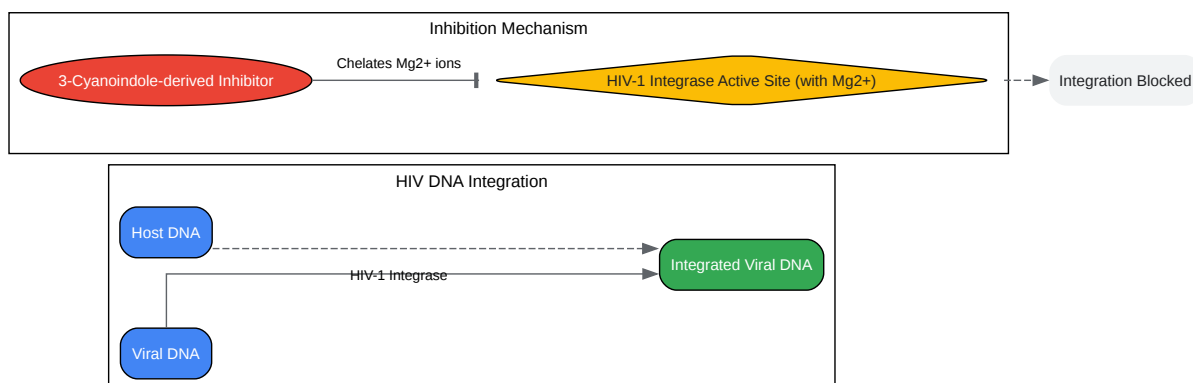 Inhibition Mechanism
3-Cyanoindole-derived Inhibitor
Chelates Mg2+ ions
HIV-1 Integrase Active Site (with Mg2+)
Integration Blocked
HIV DNA Integration
Host DNA
Integrated Viral DNA
HIV-1 Integrase
Viral DNA